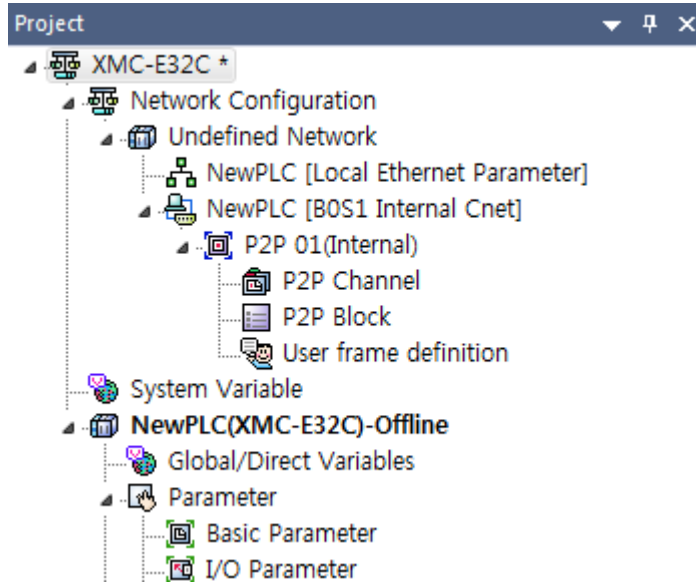 Project
XMC-E32C *
Network Configuration
Undefined Network
NewPLC [Local Ethernet Parameter]
NewPLC [B0S1 Internal Cnet]
P2P 01(Internal)
P2P Channel
P2P Block
User frame definition
System Variable
NewPLC(XMC-E32C)-Offline
Global/Direct Variables
Parameter
Basic Parameter
I/O Parameter